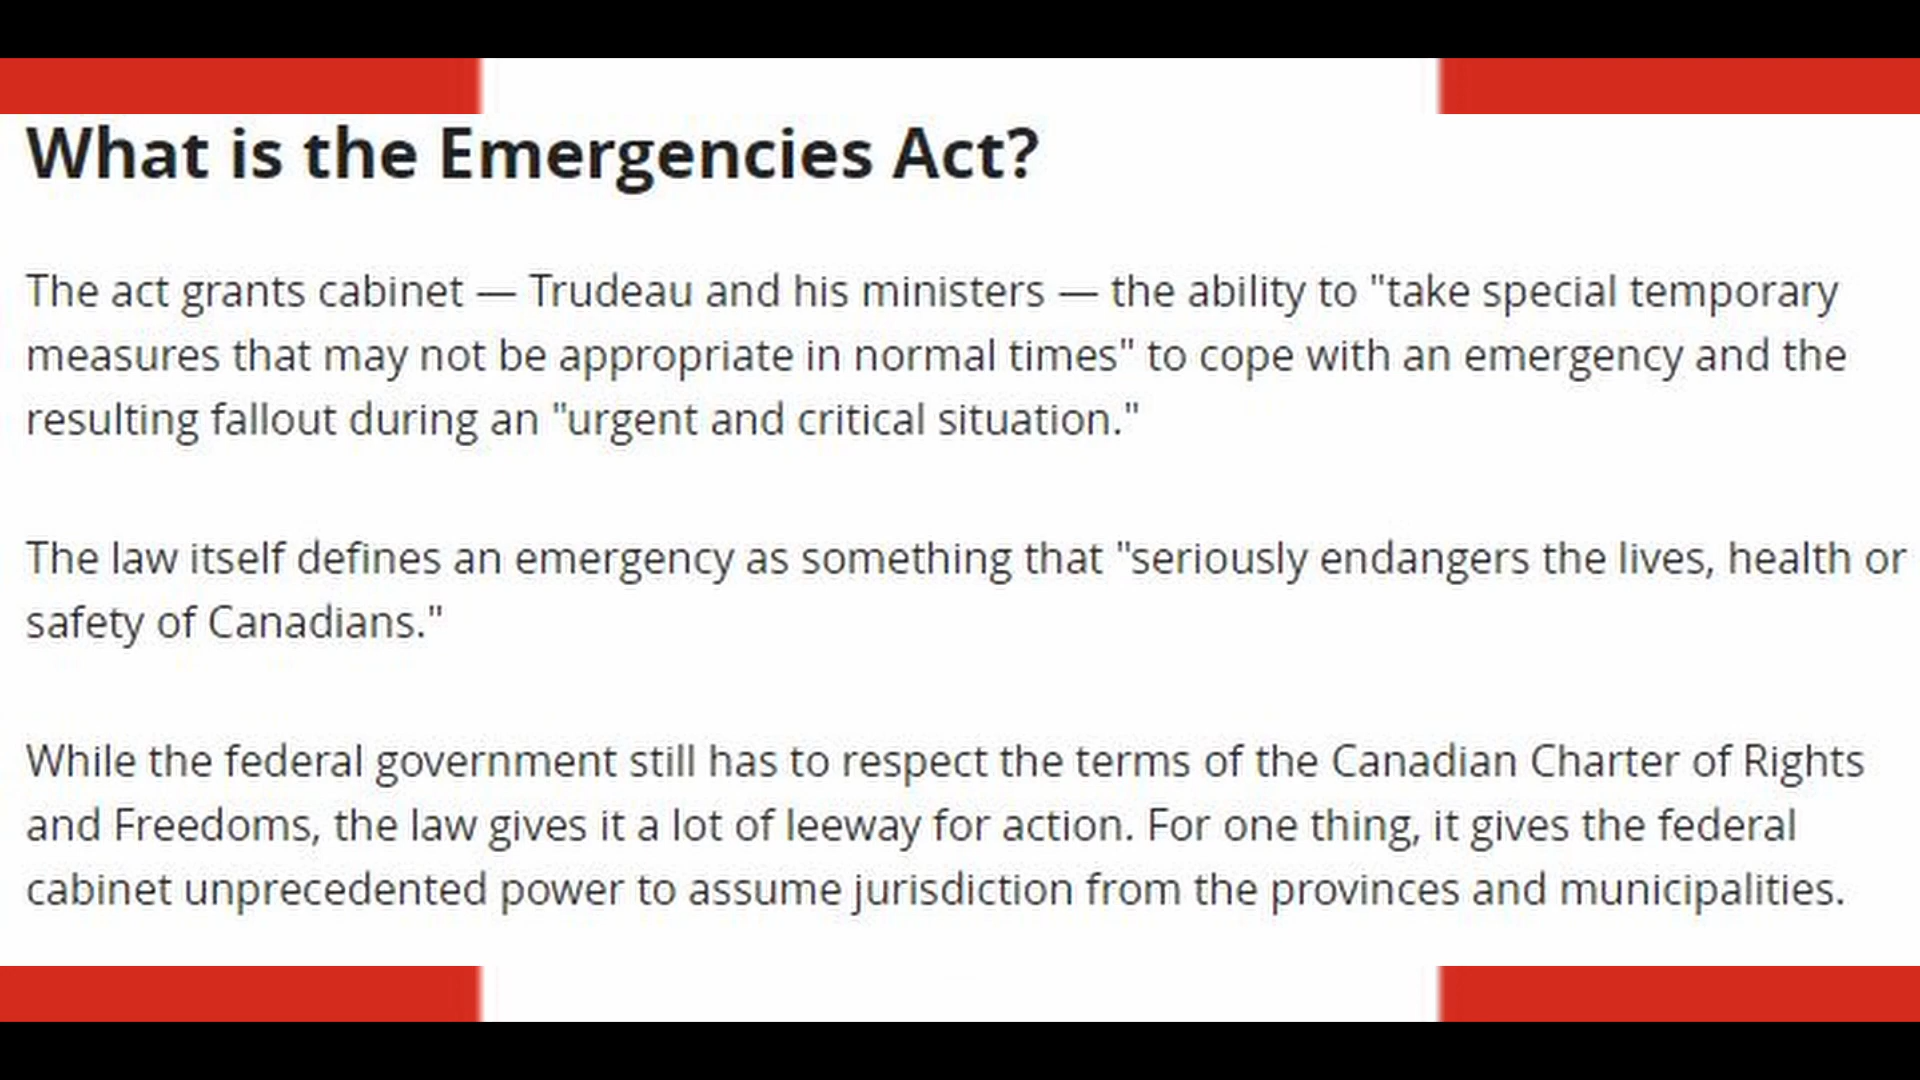 What is the Emergencies Act?
The act grants cabinet — Trudeau and his ministers — the ability to "take special temporary
measures that may not be appropriate in normal times" to cope with an emergency and the
resulting fallout during an "urgent and critical situation."
The law itself defines an emergency as something that "seriously endangers the lives, health or
safety of Canadians."
While the federal government still has to respect the terms of the Canadian Charter of Rights
and Freedoms, the law gives it a lot of leeway for action. For one thing, it gives the federal
cabinet unprecedented power to assume jurisdiction from the provinces and municipalities.